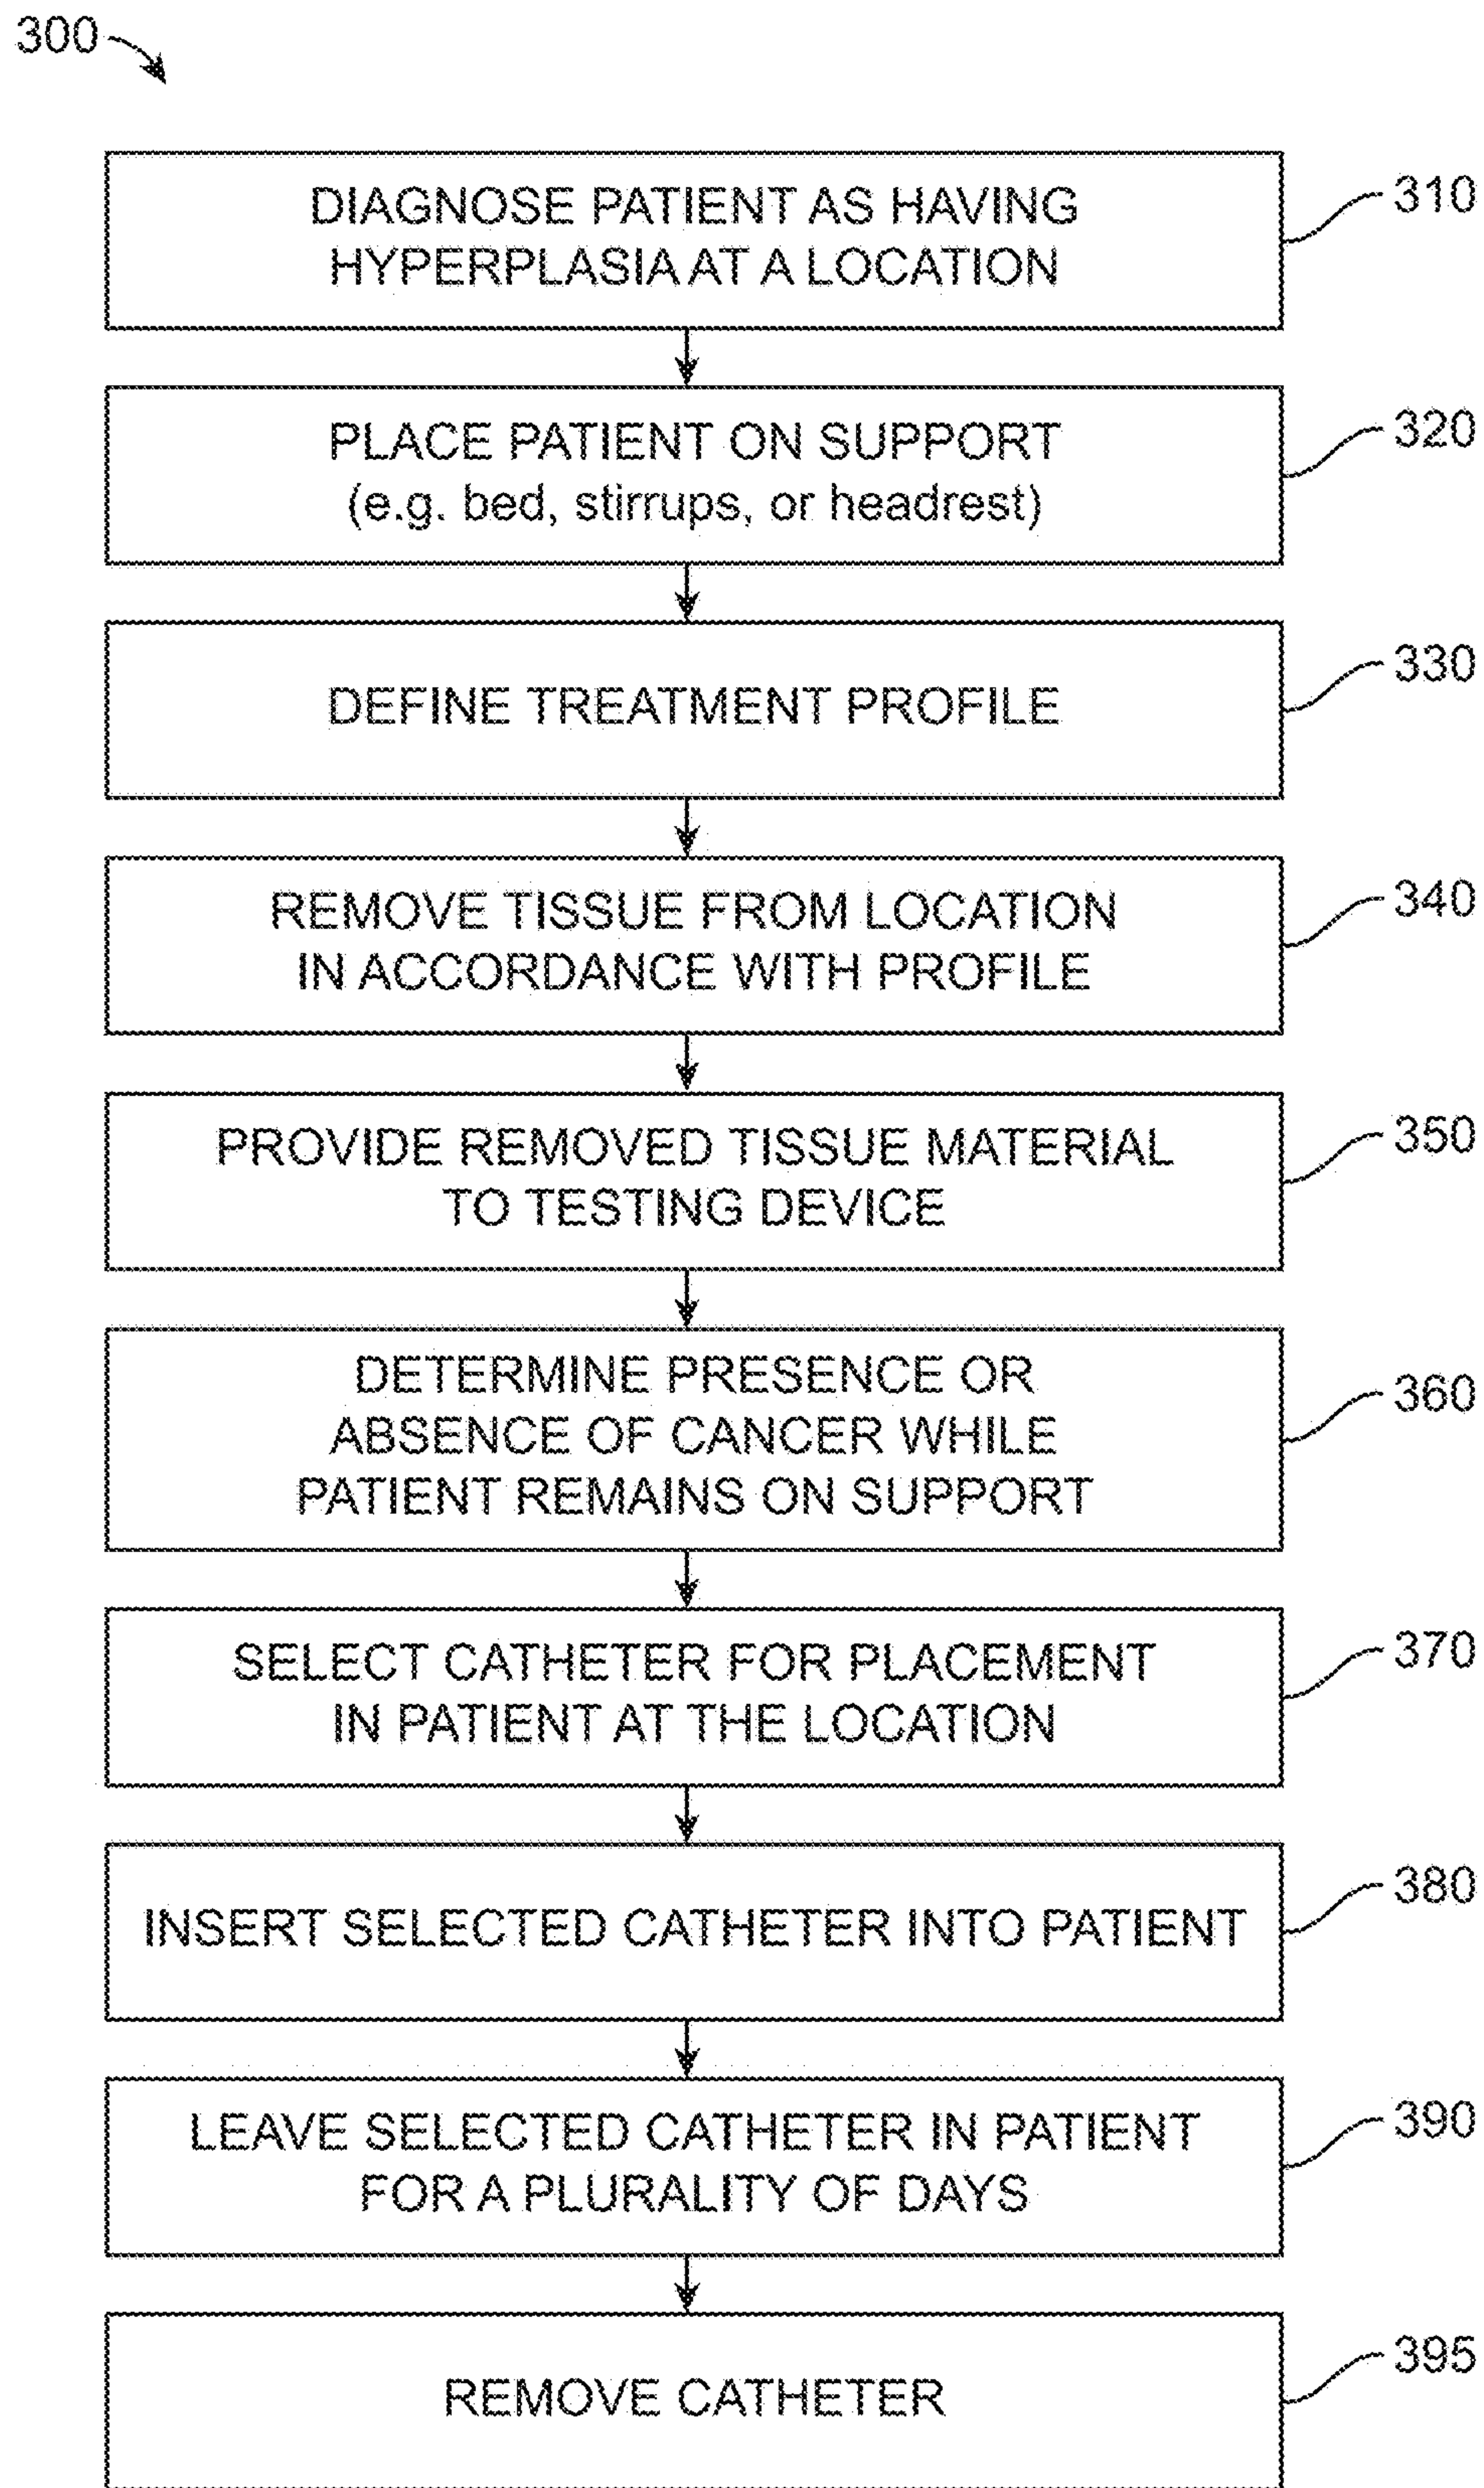 300
DIAGNOSE PATIENT AS HAVING
HYPERPLASIA AT A LOCATION
310
PLACE PATIENT ON SUPPORT
(e.g. bed, stirrups, or headrest)
320
DEFINE TREATMENT PROFILE
330
REMOVE TISSUE FROM LOCATION
IN ACCORDANCE WITH PROFILE
340
PROVIDE REMOVED TISSUE MATERIAL
TO TESTING DEVICE
350
DETERMINE PRESENCE OR
ABSENCE OF CANCER WHILE
PATIENT REMAINS ON SUPPORT
360
SELECT CATHETER FOR PLACEMENT
IN PATIENT AT THE LOCATION
370
INSERT SELECTED CATHETER INTO PATIENT
380
LEAVE SELECTED CATHETER IN PATIENT
FOR A PLURALITY OF DAYS
390
REMOVE CATHETER
395